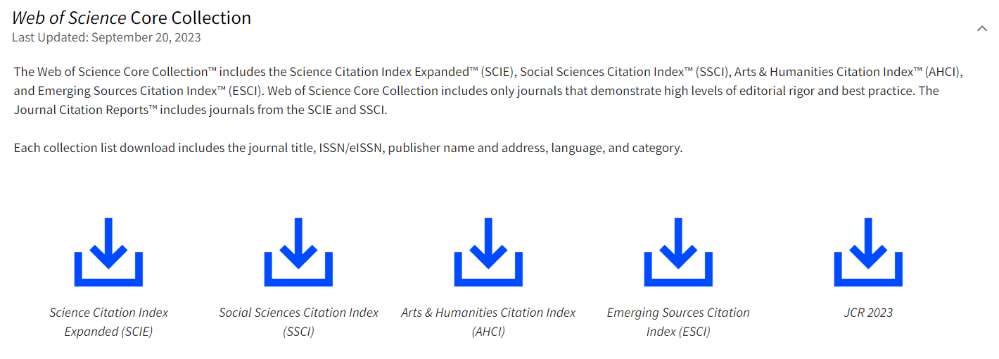 Web of Science Core Collection
Last Updated: September 20, 2023
The Web of Science Core Collection™ includes the Science Citation Index Expanded™ (SCIE), Social Sciences Citation Index™ (SSCI), Arts & Humanities Citation Index™ (AHCI),
and Emerging Sources Citation Index™ (ESCI). Web of Science Core Collection includes only journals that demonstrate high levels of editorial rigor and best practice. The
Journal Citation Reports™ includes journals from the SCIE and SSCI.
Each collection list download includes the journal title, ISSN/eISSN, publisher name and address, language, and category.
Science Citation Index
Expanded (SCIE)
Social Sciences Citation Index
(SSCI)
Arts & Humanities Citation Index
(AHCI)
Emerging Sources Citation
Index (ESCI)
JCR 2023